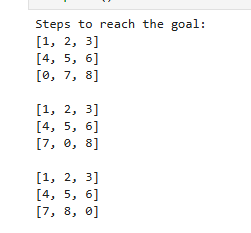 Steps to reach the goal:
[1, 2, 3]
[4, 5, 6]
[0, 7, 8]

[1, 2, 3]
[4, 5, 6]
[7, 0, 8]

[1, 2, 3]
[4, 5, 6]
[7, 8, 0]